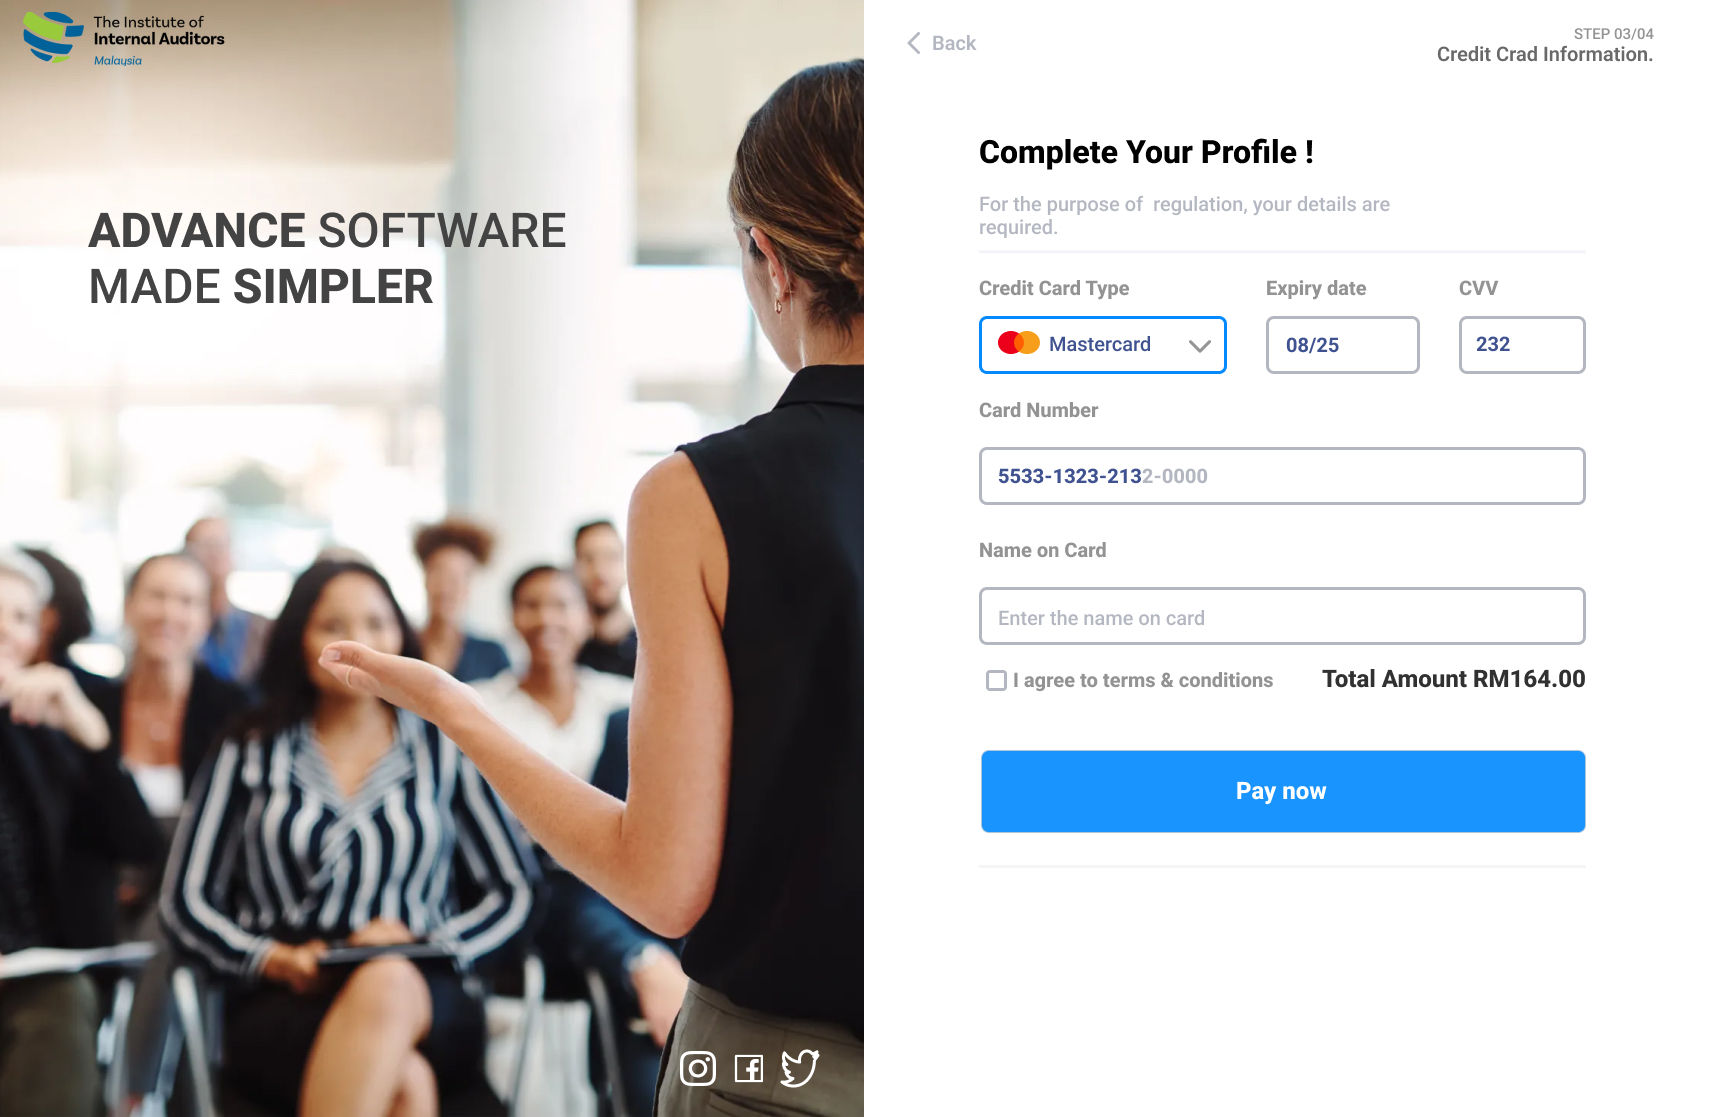 The Institute of
Internal Auditors
Malaysia
ADVANCE SOFTWARE
MADE SIMPLER
Back
STEP 03/04
Credit Crad Information.
Complete Your Profile !
For the purpose of  regulation, your details are
required.
Credit Card Type
Expiry date
CVV
Mastercard
08/25
232
Card Number
5533-1323-2132-0000
Name on Card
Enter the name on card
I agree to terms & conditions
Total Amount RM164.00
Pay now